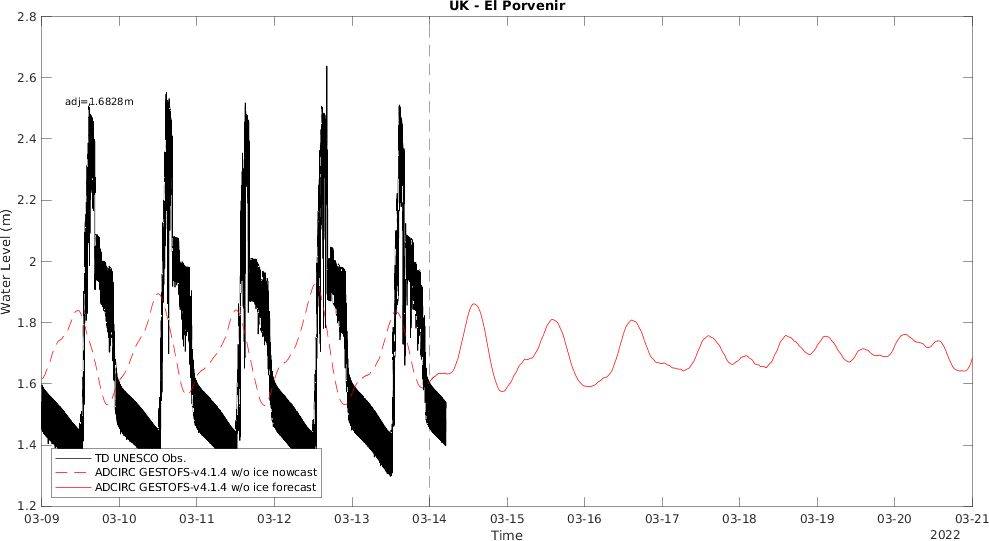 UK - El Porvenir
2.8
2.6
2.4
2.2
2
1.8
1.6
1.4
1.2
Water Level (m)
adj=1.6828m
TD UNESCO Obs.
ADCIRC GESTOFS-v4.1.4 w/o ice nowcast
ADCIRC GESTOFS-v4.1.4 w/o ice forecast
03-09 03-10 03-11 03-12 03-13 03-14 03-15 03-16 03-17 03-18 03-19 03-20 03-21
Time
2022